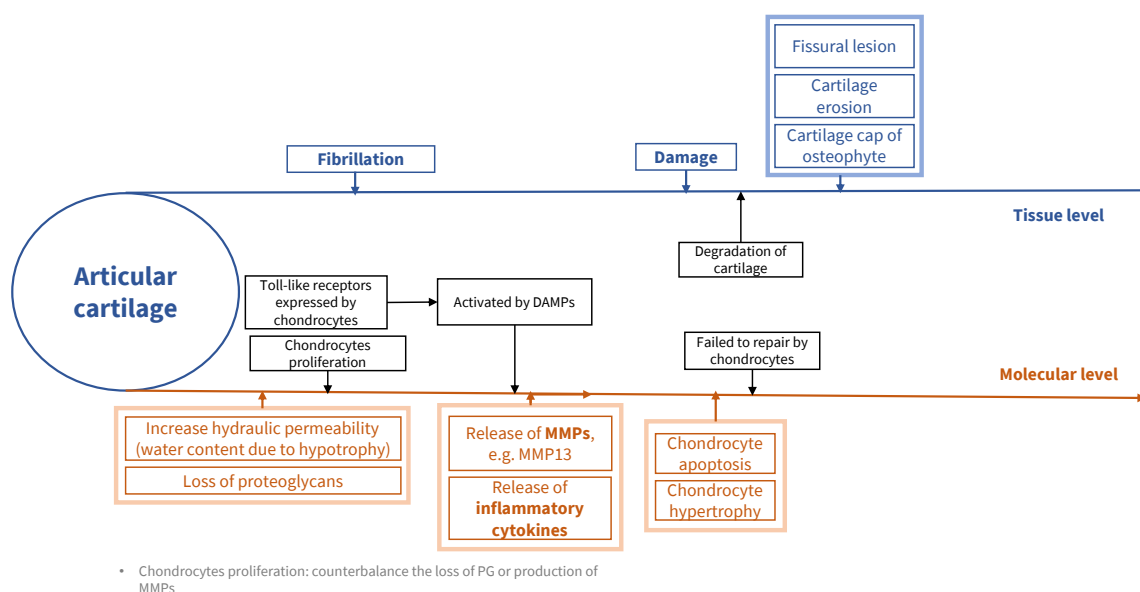 Fissural lesion
Cartilage
erosion
Cartilage cap of
osteophyte
Fibrillation
Damage
Tissue level
Degradation of
cartilage
Articular
cartilage
Toll-like receptors
expressed by
chondrocytes
Activated by DAMPs
Chondrocytes
proliferation
Failed to repair by
chondrocytes
Molecular level
Increase hydraulic permeability
(water content due to hypotrophy)
Loss of proteoglycans
Release of MMPs,
e.g. MMP13
Release of
inflammatory
cytokines
Chondrocyte
apoptosis
Chondrocyte
hypertrophy
• Chondrocytes proliferation: counterbalance the loss of PG or production of
MMPs